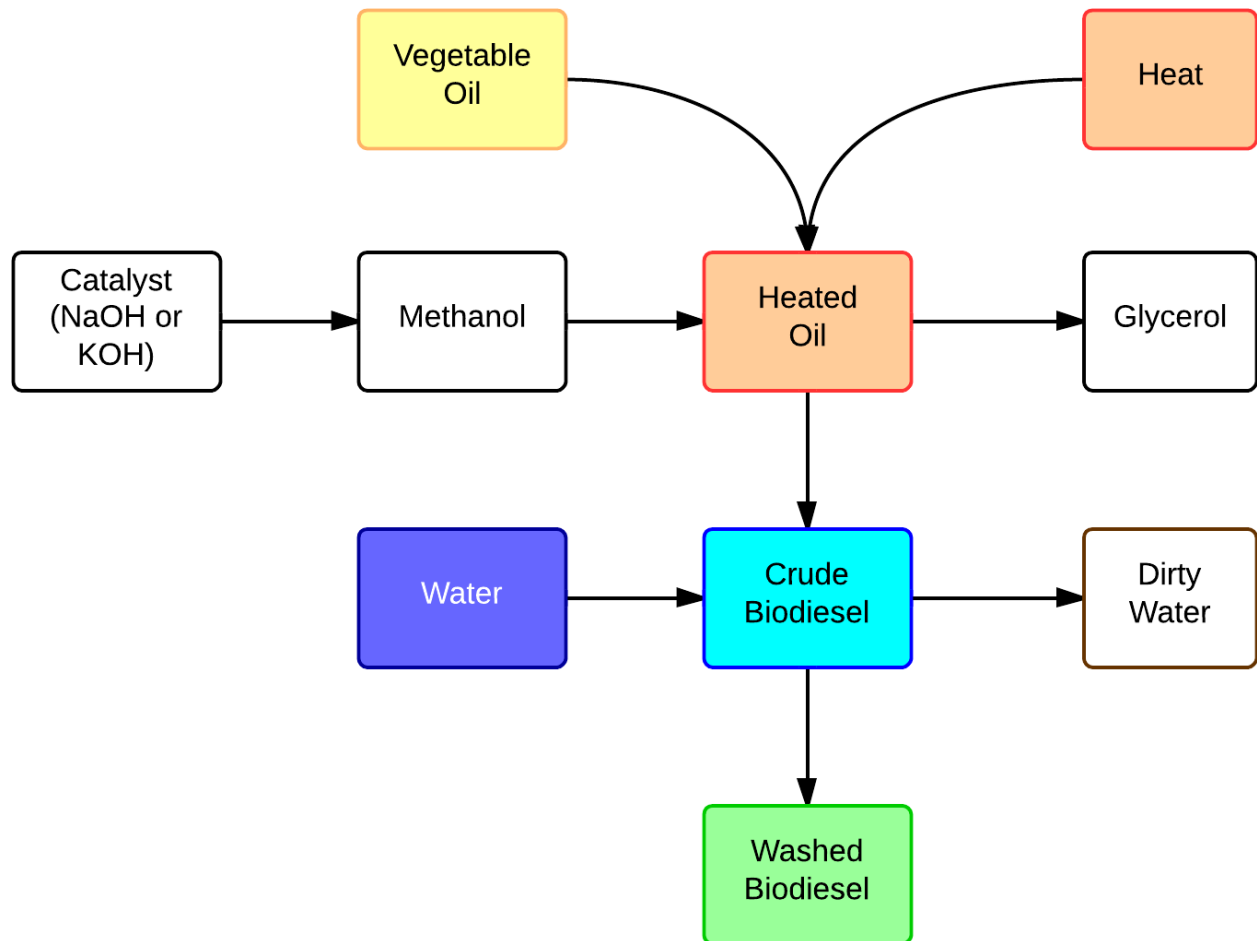 Vegetable
Oil
Heat
Catalyst
(NaOH or
KOH)
Methanol
Heated
Oil
Glycerol
Water
Crude
Biodiesel
Dirty
Water
Washed
Biodiesel